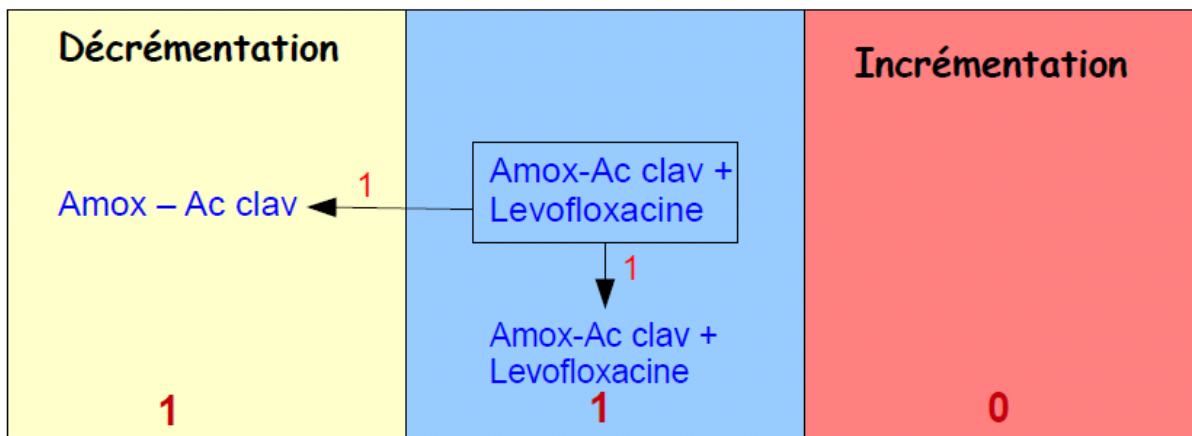 Décrémentation
Incrémentation
Amox – Ac clav
1
Amox-Ac clav +
Levofloxacine
1
Amox-Ac clav +
Levofloxacine
1
1
0